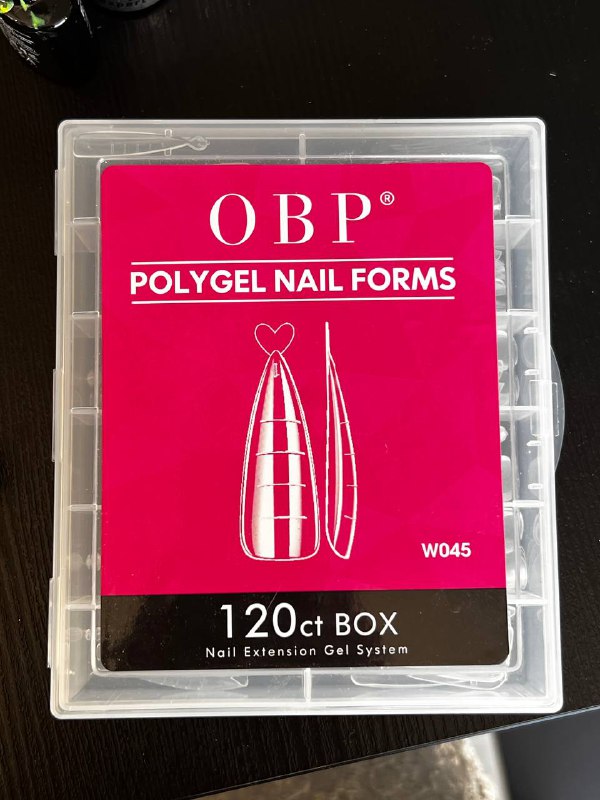 OBP®
POLYGEL NAIL FORMS
W045
120ct BOX
Nail Extension Gel System